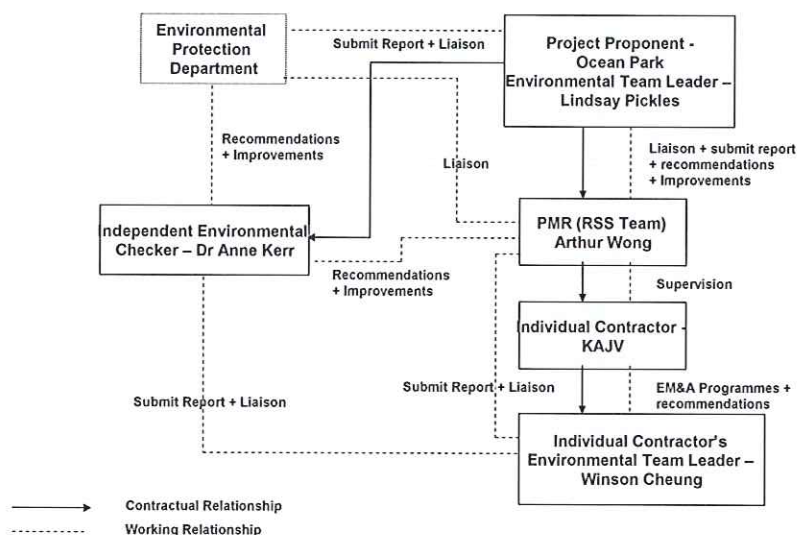 Environmental
Protection
Department
Submit Report + Liaison
Project Proponent -
Ocean Park
Environmental Team Leader –
Lindsay Pickles
Recommendations
+ Improvements
Liaison
Liaison + submit report
+ recommendations
+ Improvements
Independent Environmental
Checker – Dr Anne Kerr
PMR (RSS Team)
Arthur Wong
Recommendations
+ Improvements
Supervision
Individual Contractor -
KAJV
Submit Report + Liaison
Submit Report + Liaison
EM&A Programmes +
recommendations
Individual Contractor's
Environmental Team Leader –
Winson Cheung
Contractual Relationship
Working Relationship